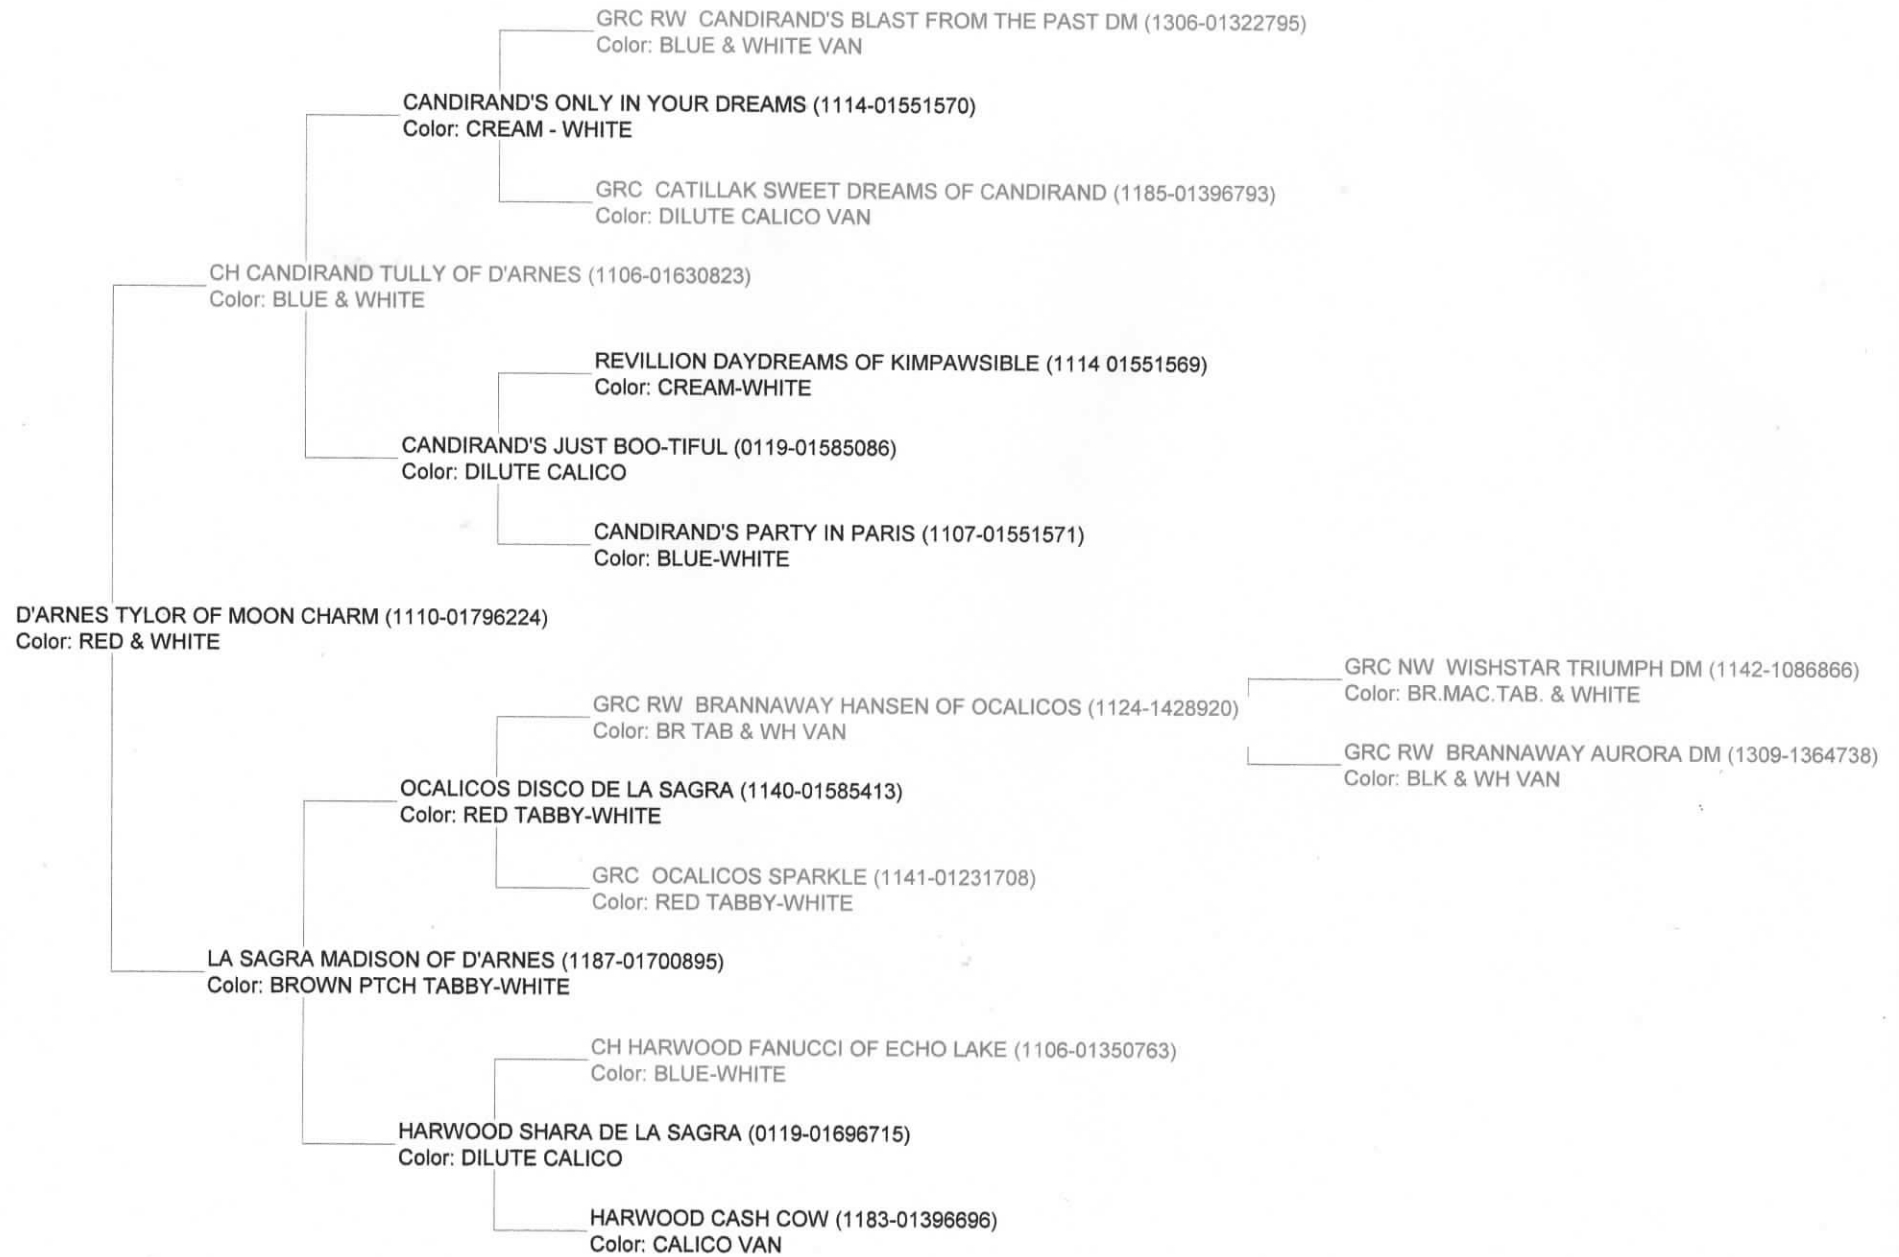 GRC RW CANDIRAND'S BLAST FROM THE PAST DM (1306-01322795)
Color: BLUE & WHITE VAN
CANDIRAND'S ONLY IN YOUR DREAMS (1114-01551570)
Color: CREAM - WHITE
GRC CATILLAK SWEET DREAMS OF CANDIRAND (1185-01396793)
Color: DILUTE CALICO VAN
CH CANDIRAND TULLY OF D'ARNES (1106-01630823)
Color: BLUE & WHITE
REVILLION DAYDREAMS OF KIMPAWSIBLE (1114 01551569)
Color: CREAM-WHITE
CANDIRAND'S JUST BOO-TIFUL (0119-01585086)
Color: DILUTE CALICO
CANDIRAND'S PARTY IN PARIS (1107-01551571)
Color: BLUE-WHITE
D'ARNES TYLOR OF MOON CHARM (1110-01796224)
Color: RED & WHITE
GRC NW WISHSTAR TRIUMPH DM (1142-1086866)
Color: BR.MAC.TAB. & WHITE
GRC RW BRANNAWAY HANSEN OF OCALICOS (1124-1428920)
Color: BR TAB & WH VAN
GRC RW BRANNAWAY AURORA DM (1309-1364738)
Color: BLK & WH VAN
OCALICOS DISCO DE LA SAGRA (1140-01585413)
Color: RED TABBY-WHITE
GRC OCALICOS SPARKLE (1141-01231708)
Color: RED TABBY-WHITE
LA SAGRA MADISON OF D'ARNES (1187-01700895)
Color: BROWN PTCH TABBY-WHITE
CH HARWOOD FANUCCI OF ECHO LAKE (1106-01350763)
Color: BLUE-WHITE
HARWOOD SHARA DE LA SAGRA (0119-01696715)
Color: DILUTE CALICO
HARWOOD CASH COW (1183-01396696)
Color: CALICO VAN